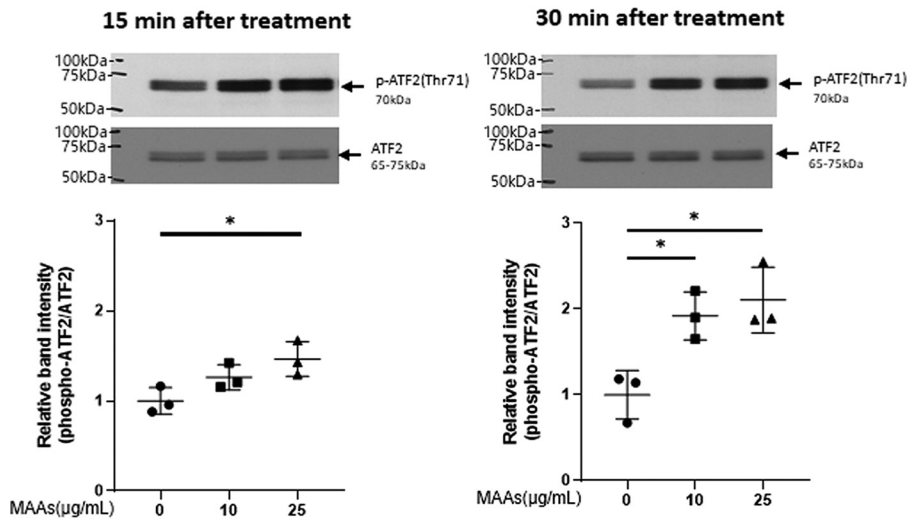 15 min after treatment
100kDa
75kDa
50kDa
p-ATF2(Thr71)
70kDa
100kDa
75kDa
50kDa
ATF2
65-75kDa
3
2
1
0
Relative band intensity
(phospho-ATF2/ATF2)
*
MAAs(µg/mL)
0
10
25
30 min after treatment
100kDa
75kDa
50kDa
p-ATF2(Thr71)
70kDa
100kDa
75kDa
50kDa
ATF2
65-75kDa
3
2
1
0
Relative band intensity
(phospho-ATF2/ATF2)
*
*
MAAs(µg/mL)
0
10
25